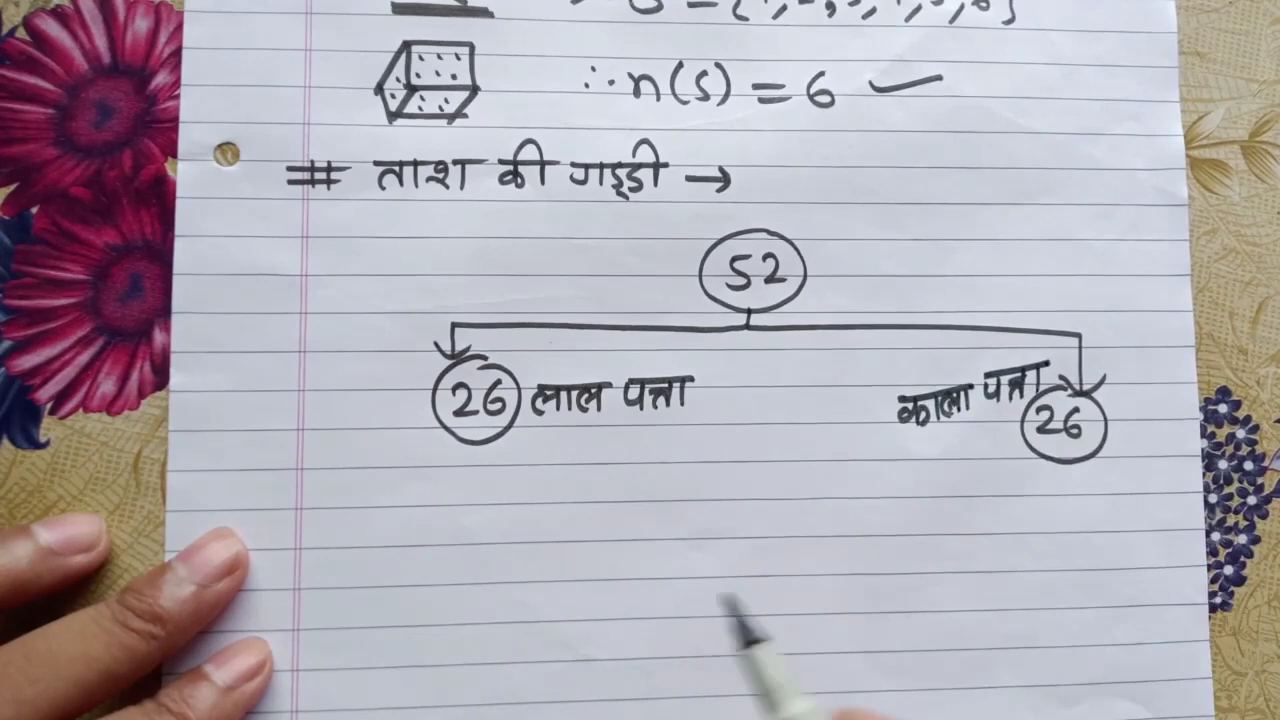 ∴ n(S) = 6
# ताश की गड्डी →
52
26 लाल पत्ता
काला पत्ता 26